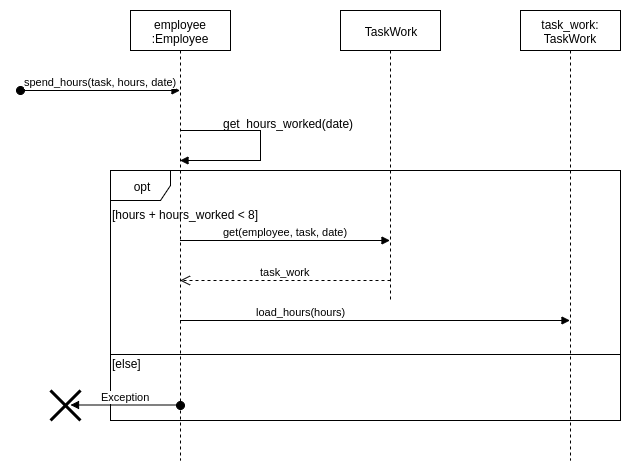 employee
:Employee
TaskWork
task_work:
TaskWork
spend_hours(task, hours, date)
get_hours_worked(date)
opt
[hours + hours_worked < 8]
get(employee, task, date)
task_work
load_hours(hours)
[else]
Exception